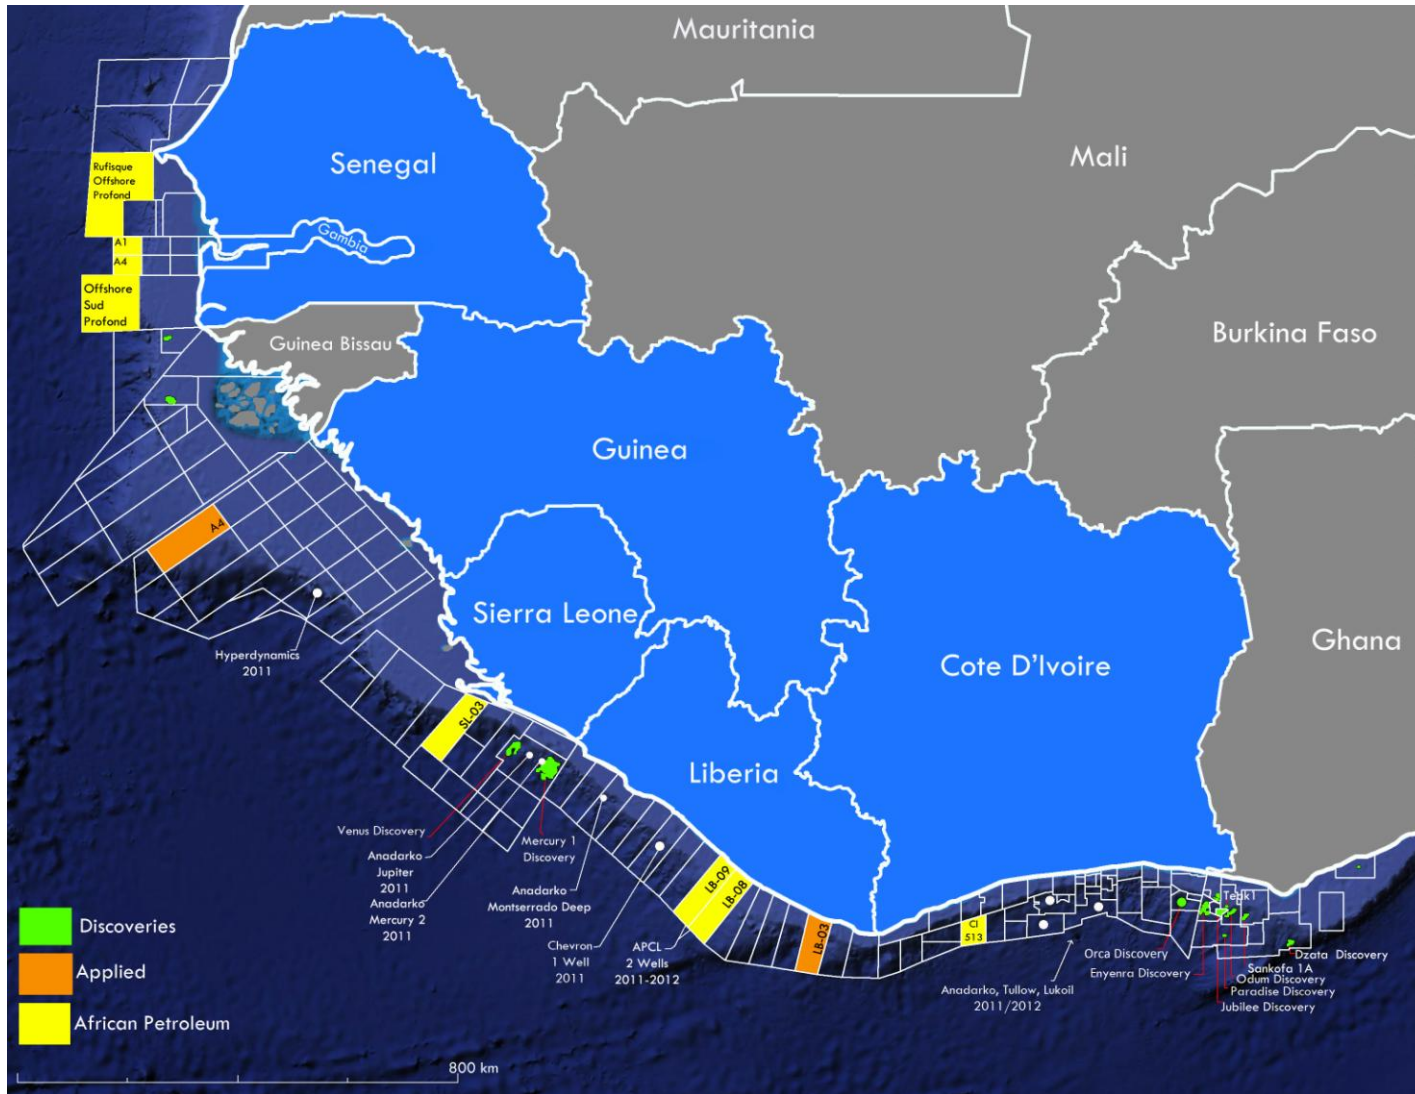 Mauritania
Mali
Senegal
Rufisque
Offshore
Profond
Gambia
A1
A4
Offshore
Sud
Profond
Guinea Bissau
Burkina Faso
Guinea
A4
Sierra Leone
Ghana
Cote D'Ivoire
Hyperdynamics
2011
SL-03
Liberia
Venus Discovery
Mercury 1
Discovery
Anadarko
Jupiter
2011
Anadarko
Mercury 2
2011
Anadarko
Montserrado Deep
2011
Chevron
1 Well
2011
APCL
2 Wells
2011-2012
LB-09
LB-08
LB-03
CI
513
Anadarko, Tullow, Lukoil
2011/2012
Tepk1
Orca Discovery
Enyenra Discovery
Dzata Discovery
Sankofa 1A
Odum Discovery
Paradise Discovery
Jubilee Discovery
Discoveries
Applied
African Petroleum
800 km